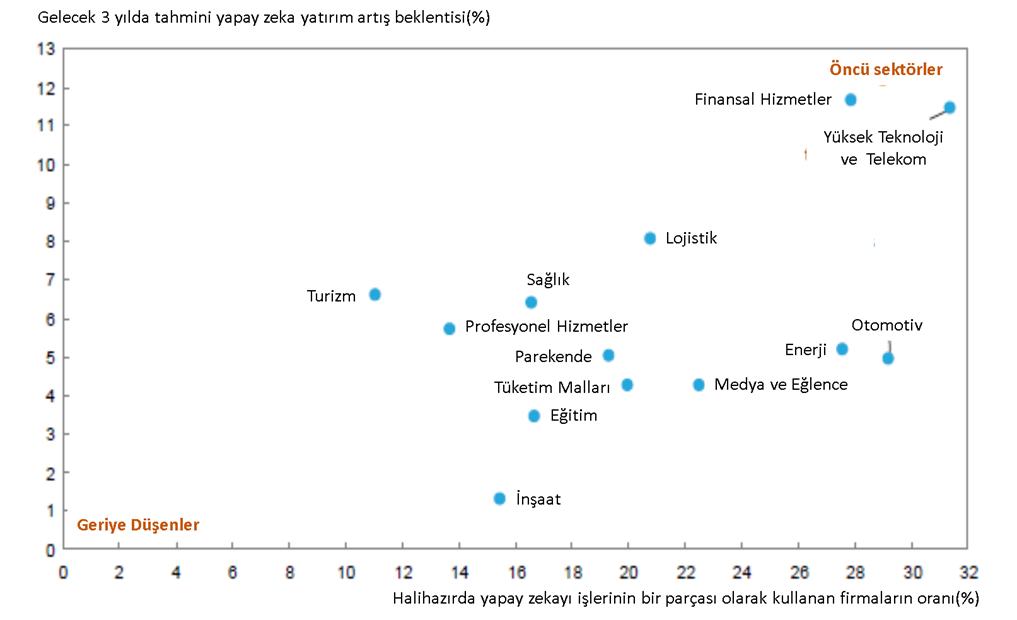 Gelecek 3 yılda tahmini yapay zeka yatırım artış beklentisi(%)
13
12
11
10
9
8
7
6
5
4
3
2
1
0
Öncü sektörler
Finansal Hizmetler
Yüksek Teknoloji
ve Telekom
Lojistik
Sağlık
Turizm
Profesyonel Hizmetler
Otomotiv
Enerji
Parekende
Tüketim Malları
Medya ve Eğlence
Eğitim
İnşaat
Geriye Düşenler
0 2 4 6 8 10 12 14 16 18 20 22 24 26 28 30 32
Halihazırda yapay zekayı işlerinin bir parçası olarak kullanan firmaların oranı(%)